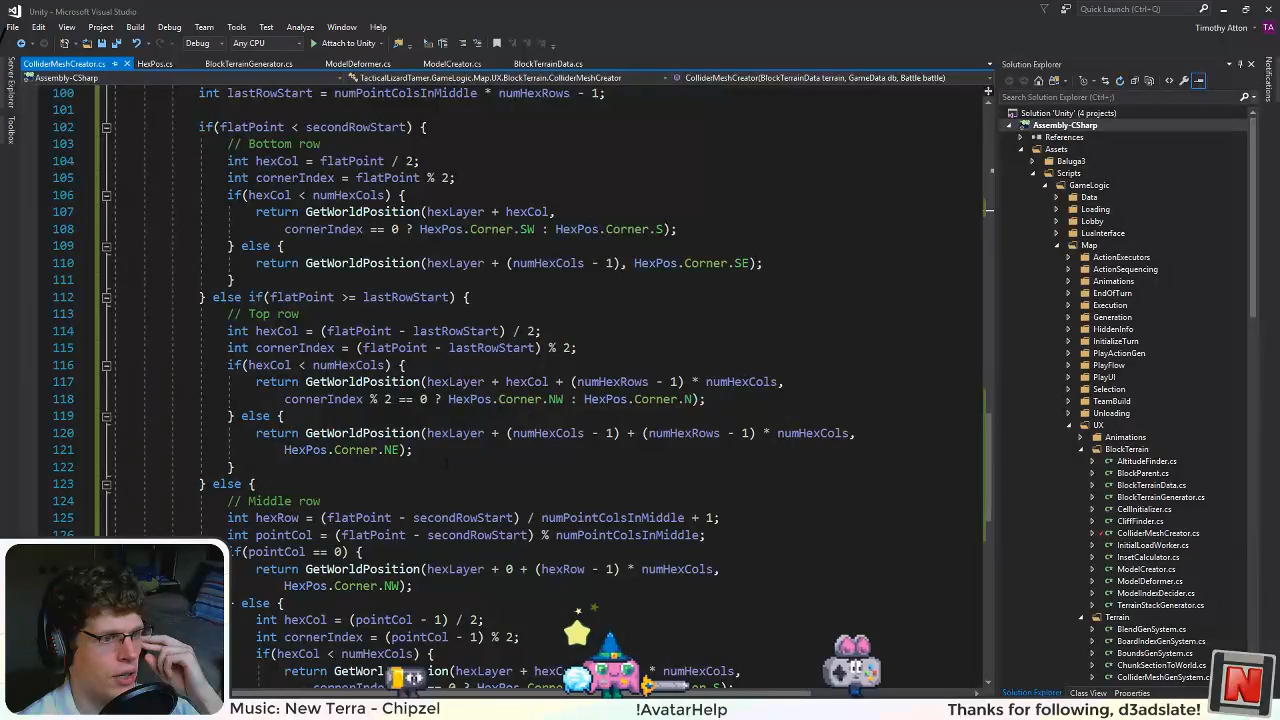 Unity - Microsoft Visual Studio
Quick Launch (Ctrl+Q)
File Edit View Project Build Debug Team Tools Test Analyze Window Help
Timothy Atton TA
Debug Any CPU Attach to Unity
ColliderMeshCreator.cs HexPos.cs BlockTerrainGenerator.cs ModelDeformer.cs ModelCreator.cs BlockTerrainData.cs
Assembly-CSharp TacticalLizardTamer.GameLogic.Map.UX.BlockTerrain.ColliderMeshCreator ColliderMeshCreator(BlockTerrainData terrain, GameData db, Battle battle)
Server Explorer
Toolbox
100 int lastRowStart = numPointColsInMiddle * numHexRows - 1;
101
102 if(flatPoint < secondRowStart) {
103 // Bottom row
104 int hexCol = flatPoint / 2;
105 int cornerIndex = flatPoint % 2;
106 if(hexCol < numHexCols) {
107 return GetWorldPosition(hexLayer + hexCol,
108 cornerIndex == 0 ? HexPos.Corner.SW : HexPos.Corner.S);
109 } else {
110 return GetWorldPosition(hexLayer + (numHexCols - 1), HexPos.Corner.SE);
111 }
112 } else if(flatPoint >= lastRowStart) {
113 // Top row
114 int hexCol = (flatPoint - lastRowStart) / 2;
115 int cornerIndex = (flatPoint - lastRowStart) % 2;
116 if(hexCol < numHexCols) {
117 return GetWorldPosition(hexLayer + hexCol + (numHexRows - 1) * numHexCols,
118 cornerIndex % 2 == 0 ? HexPos.Corner.NW : HexPos.Corner.N);
119 } else {
120 return GetWorldPosition(hexLayer + (numHexCols - 1) + (numHexRows - 1) * numHexCols,
121 HexPos.Corner.NE);
122 }
123 } else {
124 // Middle row
125 int hexRow = (flatPoint - secondRowStart) / numPointColsInMiddle + 1;
126 int pointCol = (flatPoint - secondRowStart) % numPointColsInMiddle;
if(pointCol == 0) {
return GetWorldPosition(hexLayer + 0 + (hexRow - 1) * numHexCols,
HexPos.Corner.NW);
else {
int hexCol = (pointCol - 1) / 2;
int cornerIndex = (pointCol - 1) % 2;
if(hexCol < numHexCols) {
* numHexCols,
Solution Explorer
Search Solution Explorer (Ctrl+;)
Solution 'Unity' (4 projects)
Assembly-CSharp
References
Assets
Baluga3
Scripts
GameLogic
Data
Loading
Lobby
LuaInterface
Map
ActionExecutors
ActionSequencing
Animations
EndOfTurn
Execution
Generation
HiddenInfo
InitializeTurn
PlayActionGen
PlayFlow
PlayUI
Selection
TeamBuild
Unloading
UX
Animations
BlockTerrain
AltitudeFinder.cs
BlockParent.cs
BlockTerrainData.cs
BlockTerrainGenerator.cs
CellInitializer.cs
CliffFinder.cs
ColliderMeshCreator.cs
InitialLoadWorker.cs
InsetCalculator.cs
ModelCreator.cs
ModelDeformer.cs
ModelIndexDecider.cs
TerrainStackGenerator.cs
Terrain
BlendGenSystem.cs
BoardIndexGenSystem.cs
BoundsGenSystem.cs
ChunkSectionToWorld.cs
ColliderMeshGenSystem.cs
Solution Explorer Class View Properties
Notifications
Music: New Terra - Chipzel
!AvatarHelp
Thanks for following, d3adslate!
N